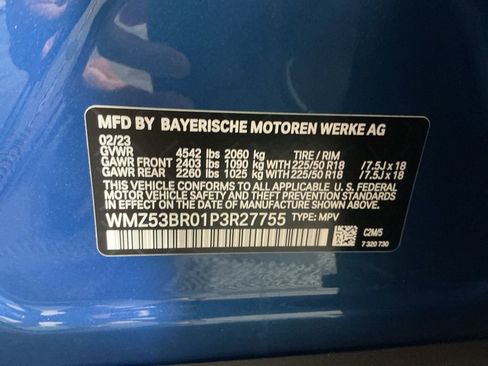 MFD BY BAYERISCHE MOTOREN WERKE AG
02/23
GVWR 4542 lbs 2060 kg TIRE / RIM
GAWR FRONT 2403 lbs 1090 kg WITH 225/50 R18 / 7.5J x 18
GAWR REAR 2260 lbs 1025 kg WITH 225/50 R18 / 7.5J x 18
THIS VEHICLE CONFORMS TO ALL APPLICABLE U.S. FEDERAL
SAFETY AND THEFT PREVENTION STANDARDS
IN EFFECT ON THE DATE OF MANUFACTURE SHOWN ABOVE.
WMZ53BR01P3R27755 TYPE: MPV
C2M/5
7 320 730